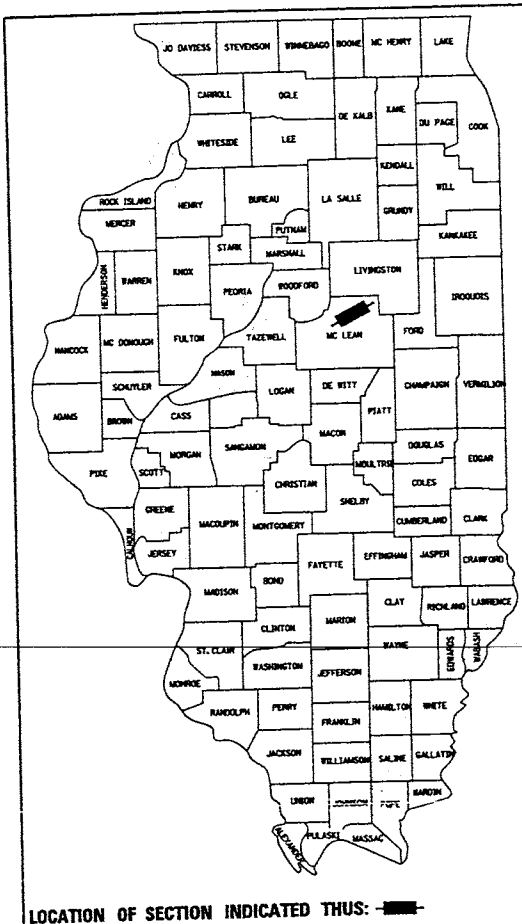 JO DAVIESS STEVENSON WINNEBAGO BOONE MC HENRY LAKE
CARROLL OGLE DE KALB KANE DU PAGE COOK
WHITESIDE LEE
KENDALL WILL
ROCK ISLAND HENRY BUREAU LA SALLE GRUNDY
MERCER PUTNAM KANKAKEE
STARK MARSHALL
HENDERSON WARREN KNOX PEORIA WOODFORD LIVINGSTON IROQUOIS
HANCOCK MC DONOUGH FULTON TAZEWELL MC LEAN FORD
SCHUYLER MASON LOGAN DE WITT CHAMPAIGN VERMILION
ADAMS BROWN CASS PIATT
MORGAN SANGAMON MACON DOUGLAS
PIKE SCOTT CHRISTIAN MOULTRIE COLES EDGAR
GREENE MACOUPIN MONTGOMERY SHELBY CUMBERLAND CLARK
CALHOUN JERSEY FAYETTE EFFINGHAM JASPER CRAWFORD
MADISON BOND CLAY RICHLAND LAWRENCE
CLINTON MARION
ST. CLAIR WAYNE EDWARDS WABASH
MONROE WASHINGTON JEFFERSON
RANDOLPH PERRY HAMILTON WHITE
FRANKLIN
JACKSON WILLIAMSON SALINE GALLATIN
UNION JOHNSON POPE HARDIN
ALEXANDER PULASKI MASSAC
LOCATION OF SECTION INDICATED THUS: